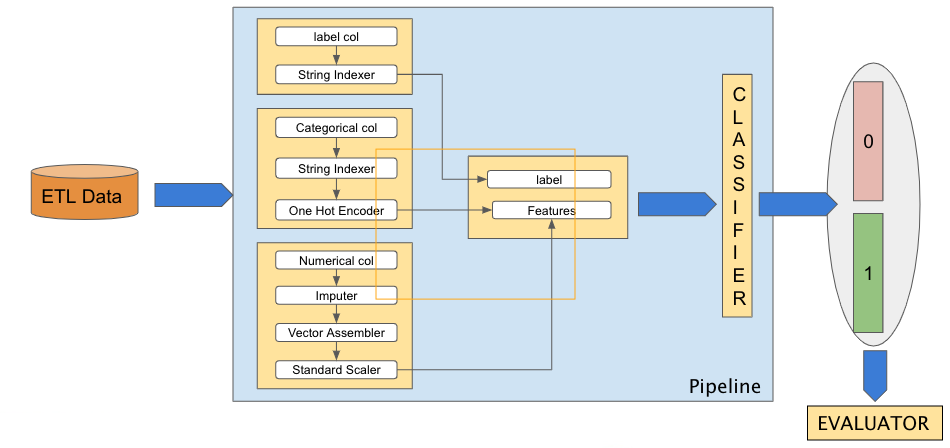 ETL Data
label col
String Indexer
Categorical col
String Indexer
One Hot Encoder
Numerical col
Imputer
Vector Assembler
Standard Scaler
label
Features
CLASSIFIER
Pipeline
0
1
EVALUATOR